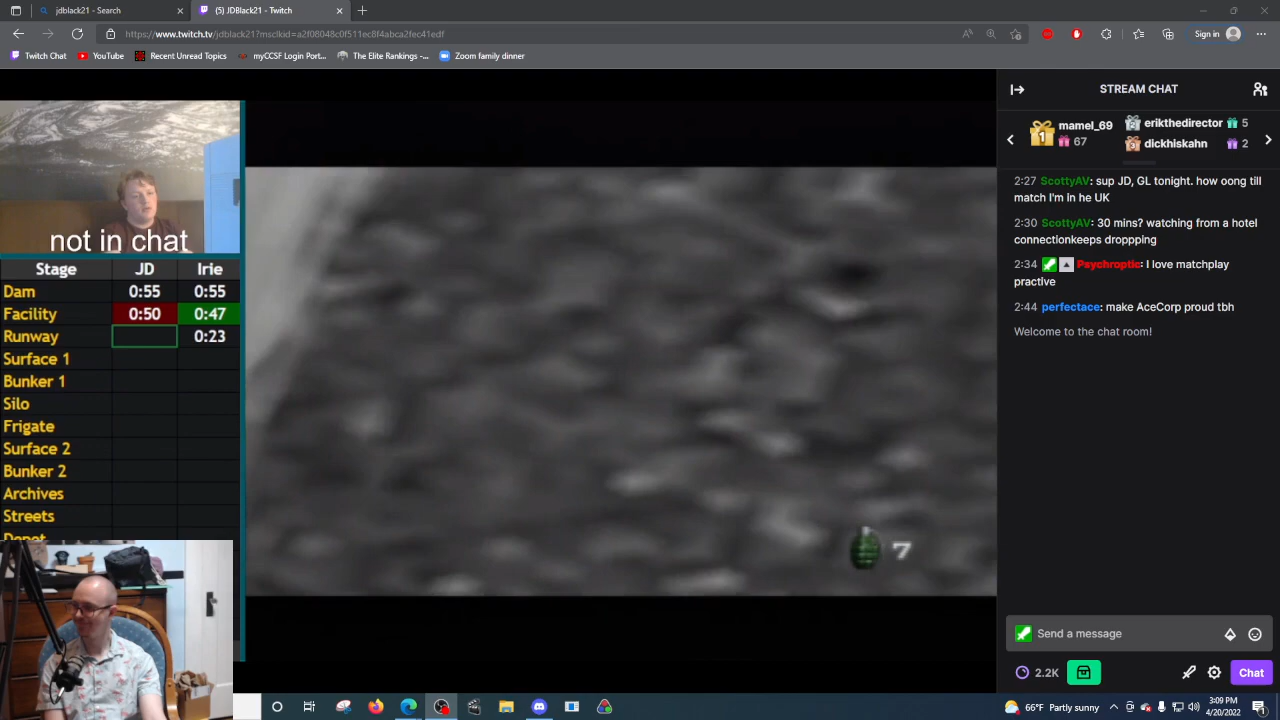 jdblack21 - Search
(5) JDBlack21 - Twitch
https://www.twitch.tv/jdblack21?msclkid=a2f08048c0f511ec8f4abca2fec41edf
Sign in
Twitch Chat
YouTube
Recent Unread Topics
myCCSF Login Port...
The Elite Rankings -...
Zoom family dinner
STREAM CHAT
1 mamel_69 67
2 erikthedirector 5
3 dickhiskahn 2
2:27 ScottyAV: sup JD, GL tonight. how oong till
match I'm in he UK
2:30 ScottyAV: 30 mins? watching from a hotel
connectionkeeps droppping
2:34 Psychroptic: I love matchplay
practive
2:44 perfectace: make AceCorp proud tbh
Welcome to the chat room!
not in chat
Stage JD Irie
Dam 0:55 0:55
Facility 0:50 0:47
Runway 0:23
Surface 1
Bunker 1
Silo
Frigate
Surface 2
Bunker 2
Archives
Streets
Depot
7
Send a message
2.2K
Chat
66°F Partly sunny
3:09 PM
4/20/2022